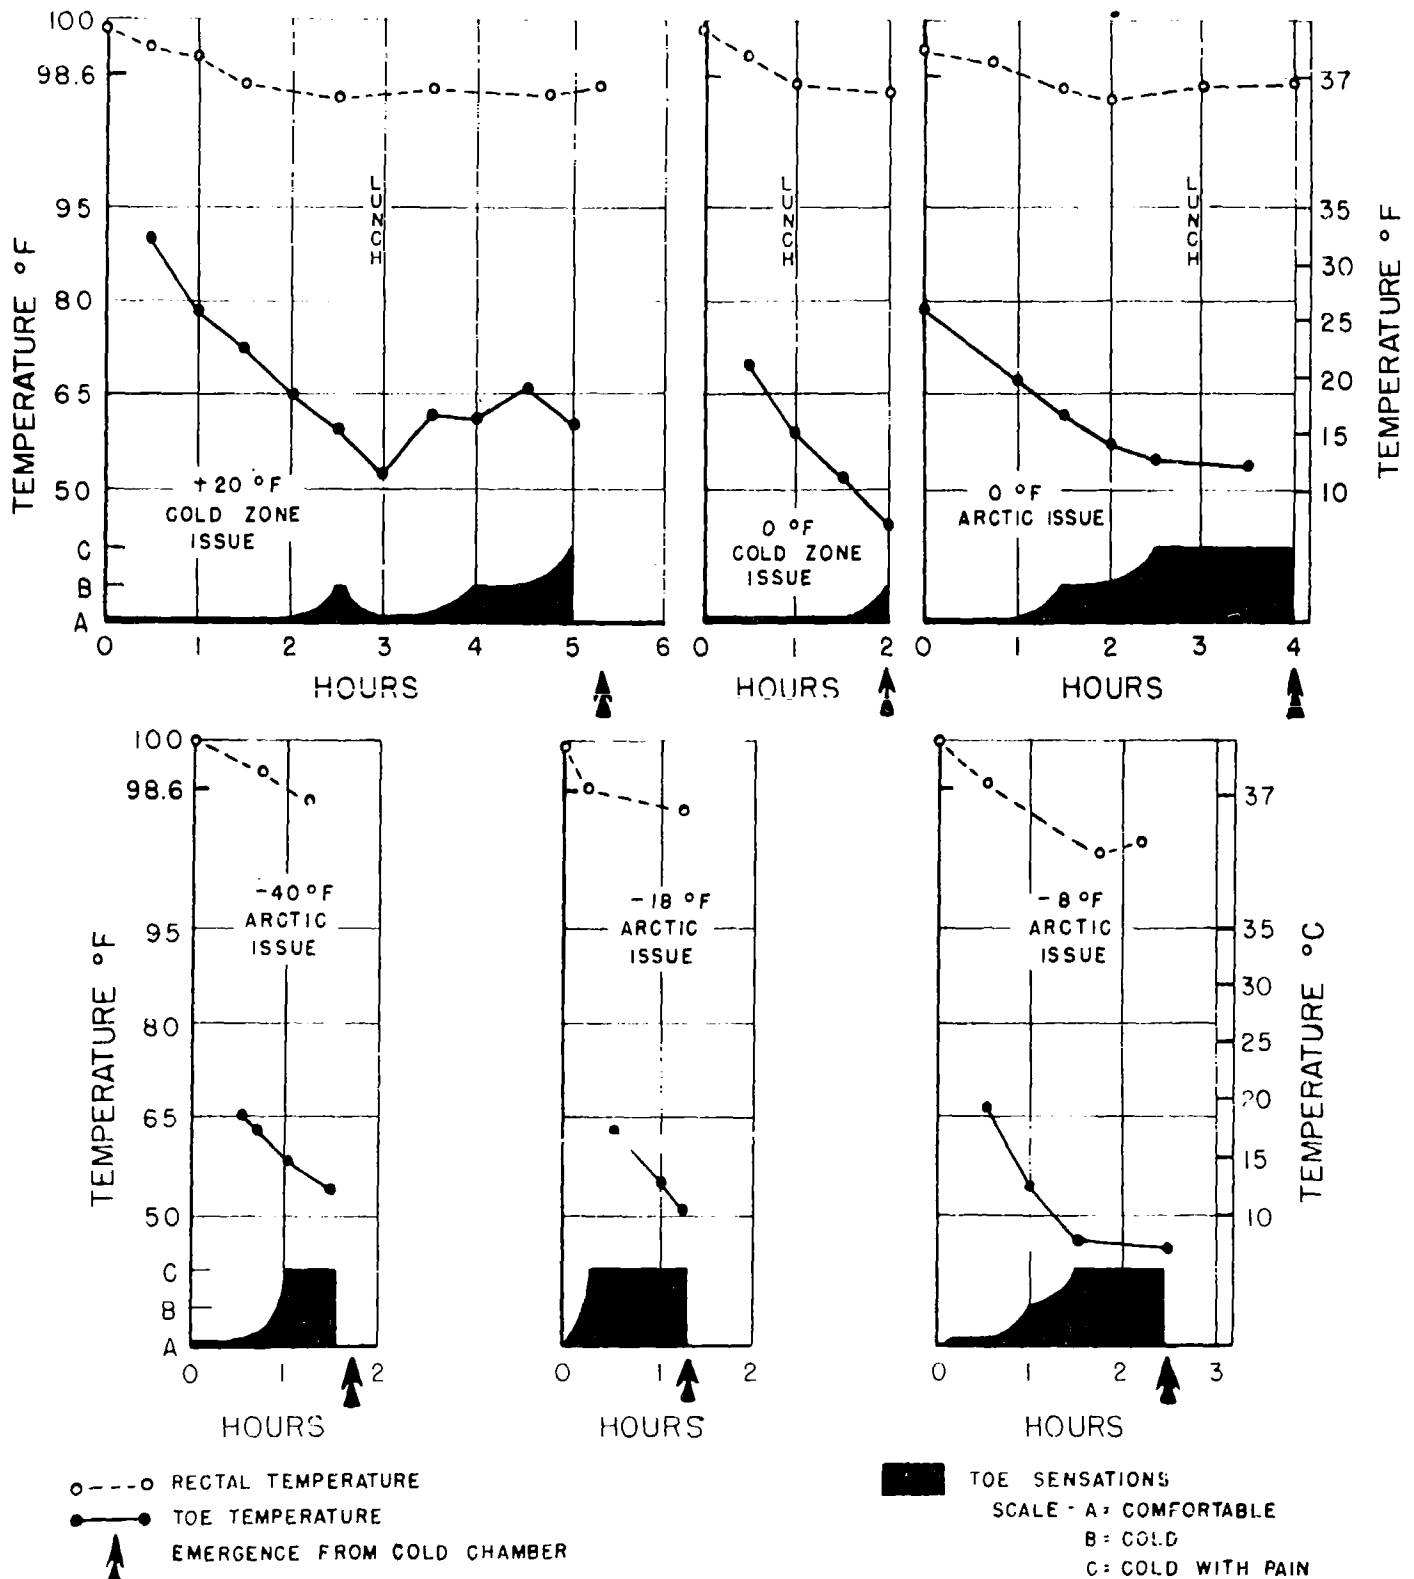 100
98.6
95
80
65
50
C
B
A
TEMPERATURE °F
LUNCH
+20 °F
COLD ZONE
ISSUE
0 1 2 3 4 5 6
HOURS
LUNCH
0 °F
COLD ZONE
ISSUE
0 1 2
HOURS
LUNCH
0 °F
ARCTIC ISSUE
0 1 2 3 4
HOURS
37
35
30
25
20
15
10
TEMPERATURE °F
100
98.6
95
80
65
50
C
B
A
TEMPERATURE °F
-40 °F
ARCTIC
ISSUE
0 1 2
HOURS
-18 °F
ARCTIC
ISSUE
0 1 2
HOURS
-8 °F
ARCTIC
ISSUE
0 1 2 3
HOURS
37
35
30
25
20
15
10
TEMPERATURE °C
RECTAL TEMPERATURE
TOE TEMPERATURE
EMERGENCE FROM COLD CHAMBER
TOE SENSATIONS
SCALE - A= COMFORTABLE
B= COLD
C= COLD WITH PAIN